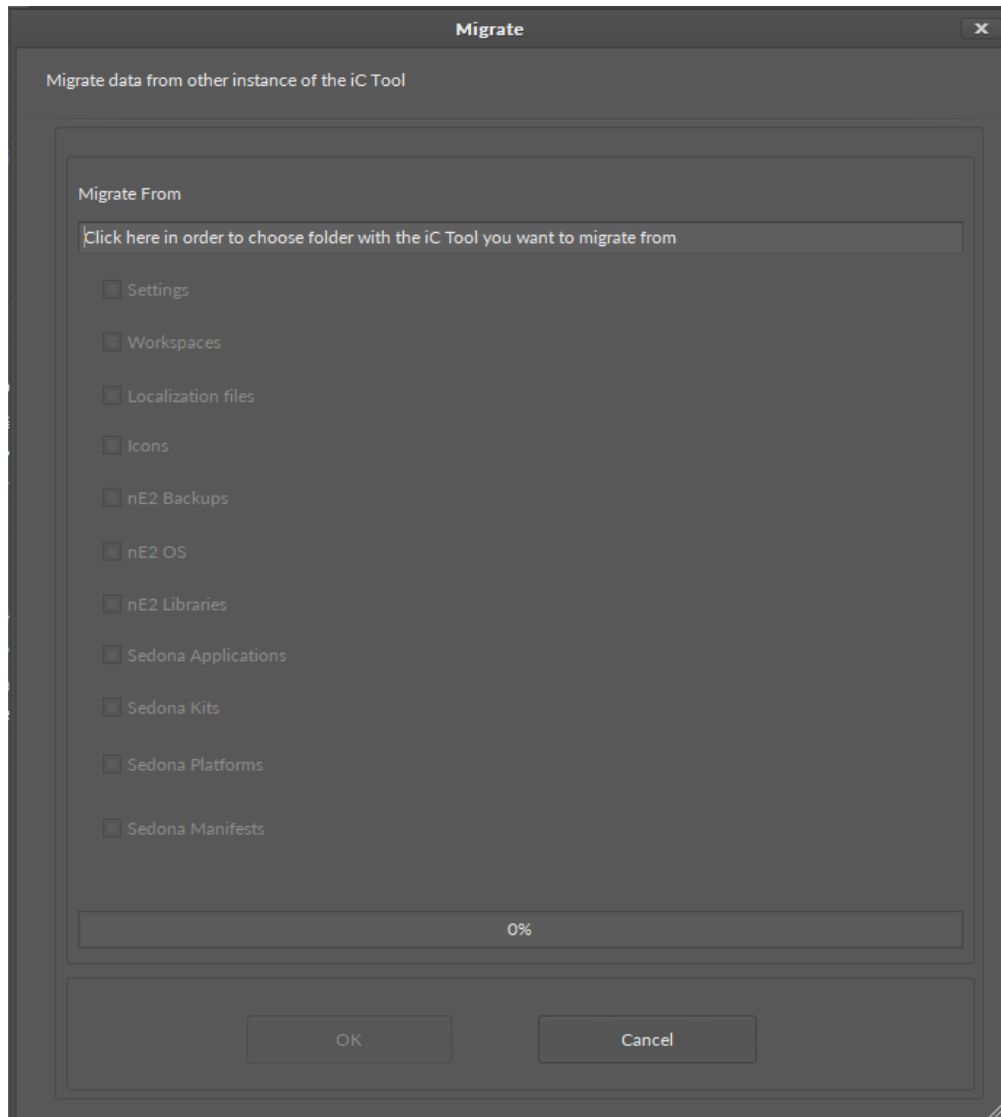 Migrate
x
Migrate data from other instance of the iC Tool
Migrate From
Click here in order to choose folder with the iC Tool you want to migrate from
Settings
Workspaces
Localization files
Icons
nE2 Backups
nE2 OS
nE2 Libraries
Sedona Applications
Sedona Kits
Sedona Platforms
Sedona Manifests
0%
OK Cancel